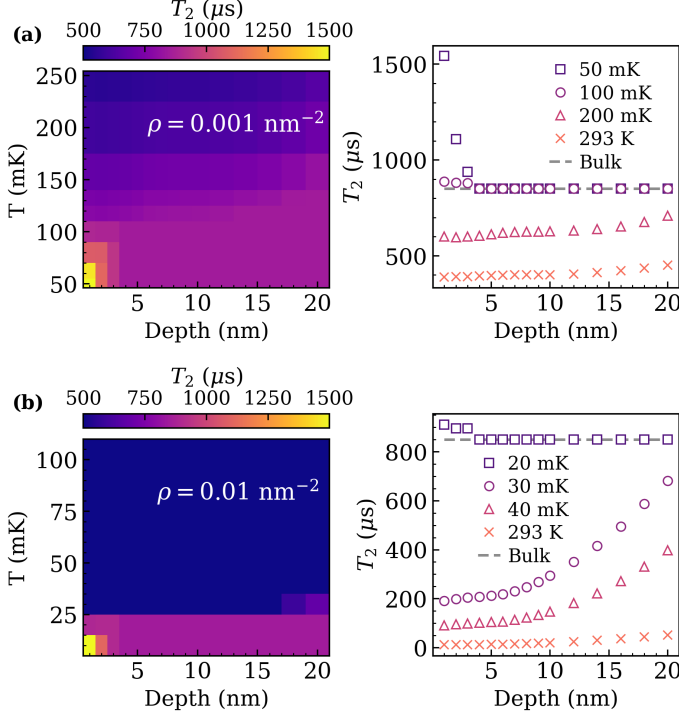 (a)
T₂ (μs)
500 750 1000 1250 1500
T (mK)
250
200
150
100
50
ρ = 0.001 nm⁻²
5 10 15 20
Depth (nm)
T₂ (μs)
1500
1000
500
50 mK
100 mK
200 mK
293 K
Bulk
5 10 15 20
Depth (nm)
(b)
T₂ (μs)
500 750 1000 1250 1500
T (mK)
100
75
50
25
ρ = 0.01 nm⁻²
5 10 15 20
Depth (nm)
T₂ (μs)
800
600
400
200
0
20 mK
30 mK
40 mK
293 K
Bulk
5 10 15 20
Depth (nm)